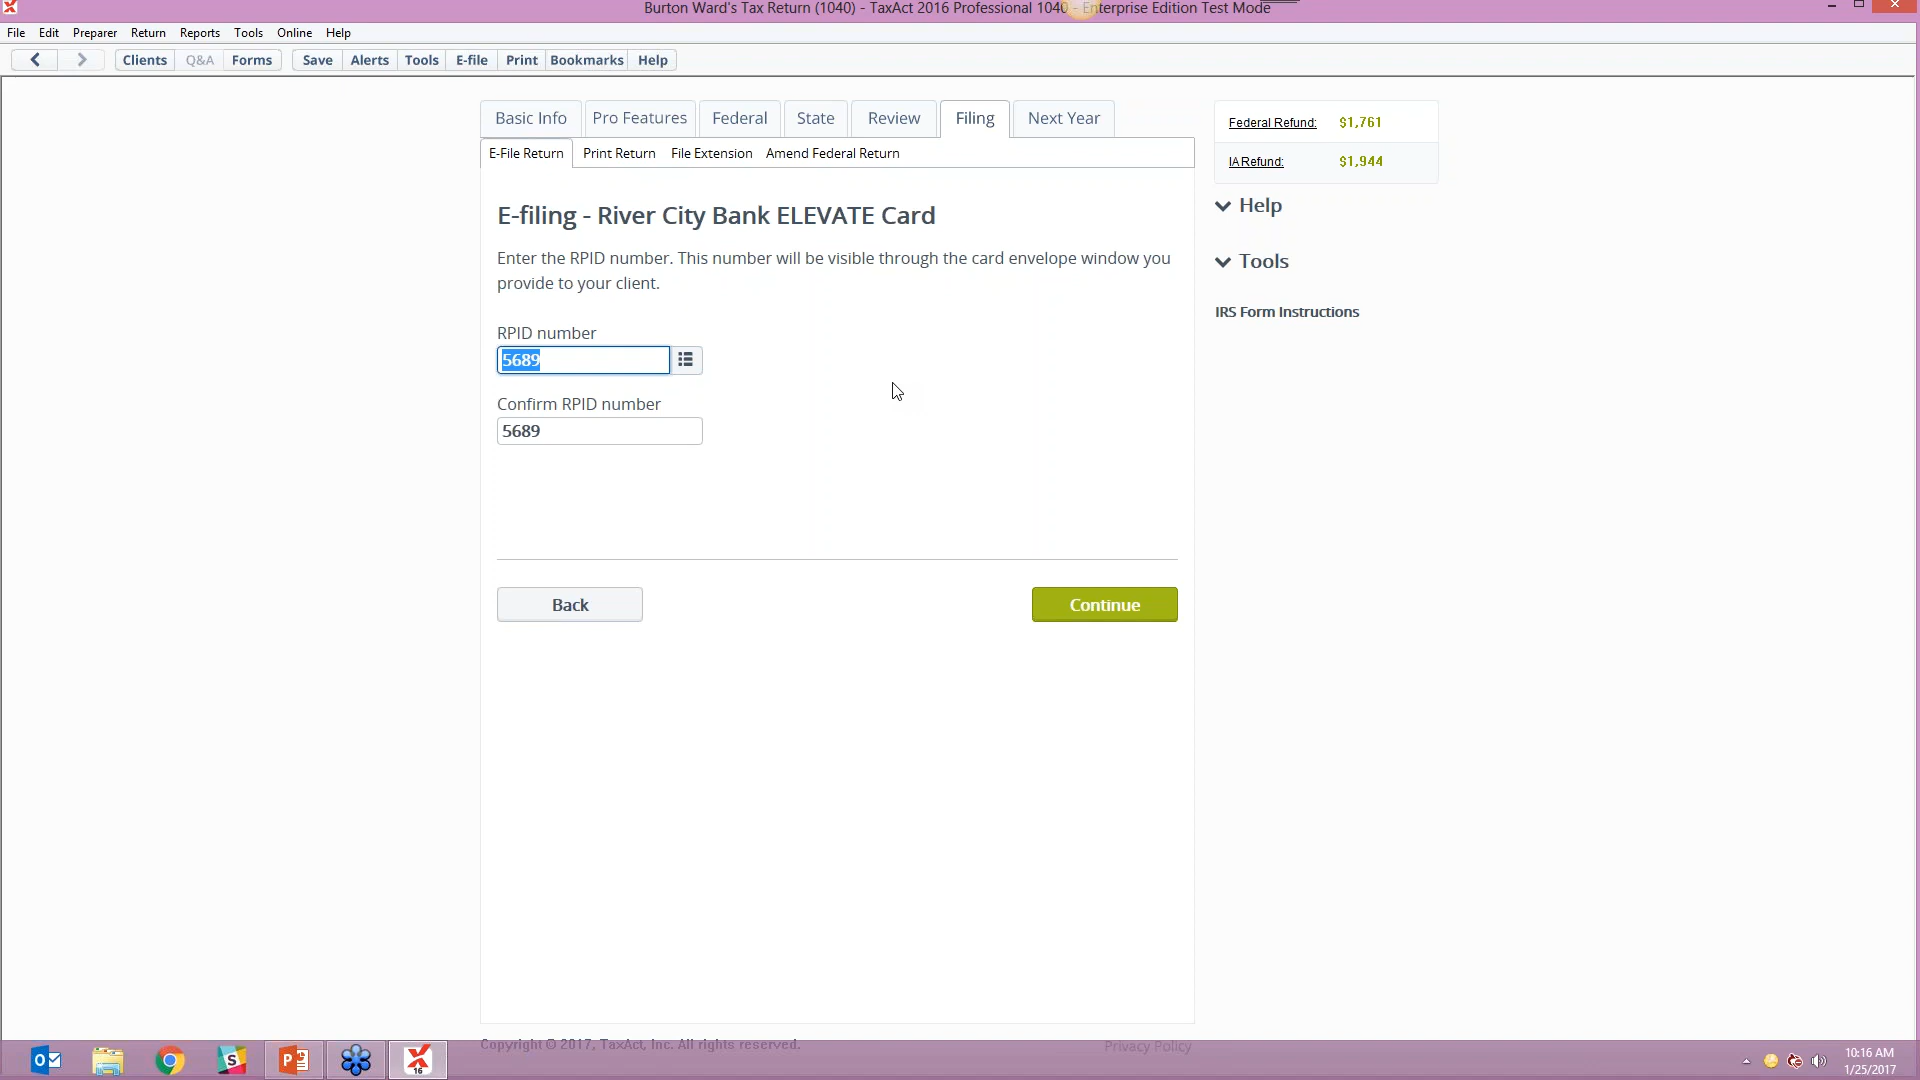 Burton Ward's Tax Return (1040) - TaxAct 2016 Professional 1040 - Enterprise Edition Test Mode
File Edit Preparer Return Reports Tools Online Help
Clients Q&A Forms Save Alerts Tools E-file Print Bookmarks Help
Basic Info Pro Features Federal State Review Filing Next Year
E-File Return Print Return File Extension Amend Federal Return
Federal Refund: $1,761
IA Refund: $1,944
Help
Tools
IRS Form Instructions
E-filing - River City Bank ELEVATE Card
Enter the RPID number. This number will be visible through the card envelope window you
provide to your client.
RPID number
5689
Confirm RPID number
5689
Back Continue
Copyright © 2017, TaxAct, Inc. All rights reserved. Privacy Policy
16
10:16 AM
1/25/2017